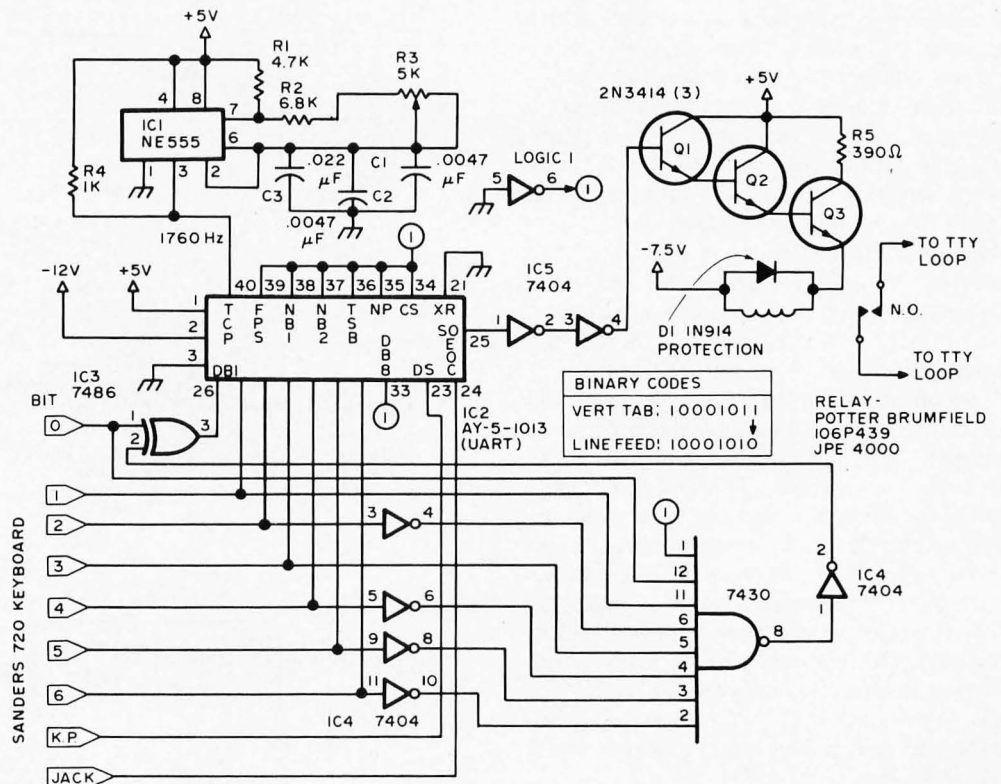 +5V
R1
4.7K
R2
6.8K
R3
5K
4
8
7
6
IC1
NE555
1
3
2
R4
1K
.022
µF
C3
C1
C2
.0047
µF
.0047
µF
LOGIC 1
5
6
1
1760 Hz
1
2N3414 (3)
+5V
Q1
Q2
Q3
R5
390Ω
-7.5V
D1 IN914
PROTECTION
TO TTY
LOOP
N.O.
TO TTY
LOOP
RELAY-
POTTER BRUMFIELD
106P439
JPE 4000
-12V
+5V
1
2
3
40
39
38
37
36
35
34
21
TCP
FPS
NB1
NB2
TSB
NP
CS
XR
SO
EOC
DB1
DB8
DS
25
26
33
23
24
1
IC5
7404
1
2
3
4
IC2
AY-5-1013
(UART)
BINARY CODES
VERT TAB: 10001011
LINEFEED: 10001010
IC3
7486
1
2
3
BIT
0
1
2
3
4
5
6
K.P.
JACK
SANDERS 720 KEYBOARD
3
4
5
6
9
8
11
10
IC4
7404
1
1
12
11
6
5
4
3
2
7430
8
2
1
IC4
7404